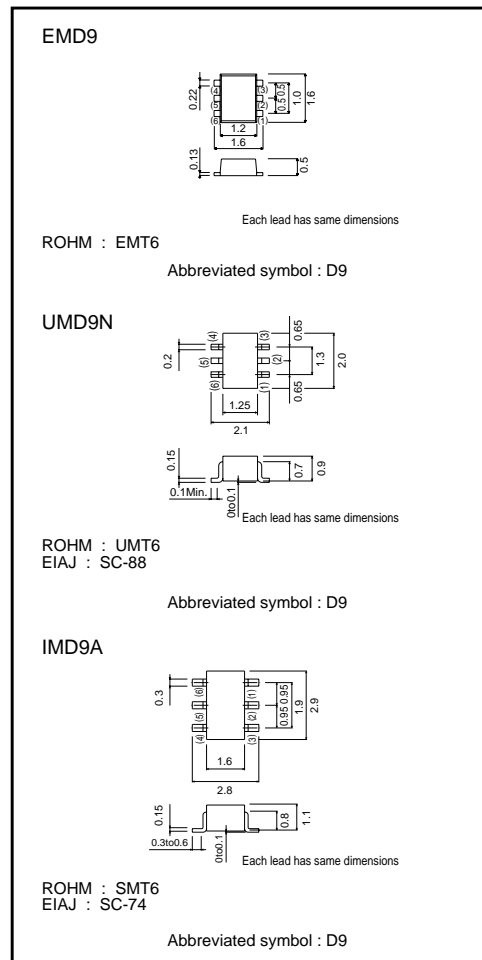 EMD9
0.22
(4)
(5)
(6)
(3)
(2)
(1)
0.5 0.5
1.0
1.6
1.2
1.6
0.13
0.5
Each lead has same dimensions
ROHM : EMT6
Abbreviated symbol : D9
UMD9N
0.2
(4)
(5)
(6)
(3)
(2)
(1)
0.65
0.65
1.3
2.0
1.25
2.1
0.15
0.1Min.
0to0.1
0.7
0.9
Each lead has same dimensions
ROHM : UMT6
EIAJ : SC-88
Abbreviated symbol : D9
IMD9A
0.3
(6)
(5)
(4)
(1)
(2)
(3)
0.95 0.95
1.9
2.9
1.6
2.8
0.15
0.3to0.6
0to0.1
0.8
1.1
Each lead has same dimensions
ROHM : SMT6
EIAJ : SC-74
Abbreviated symbol : D9